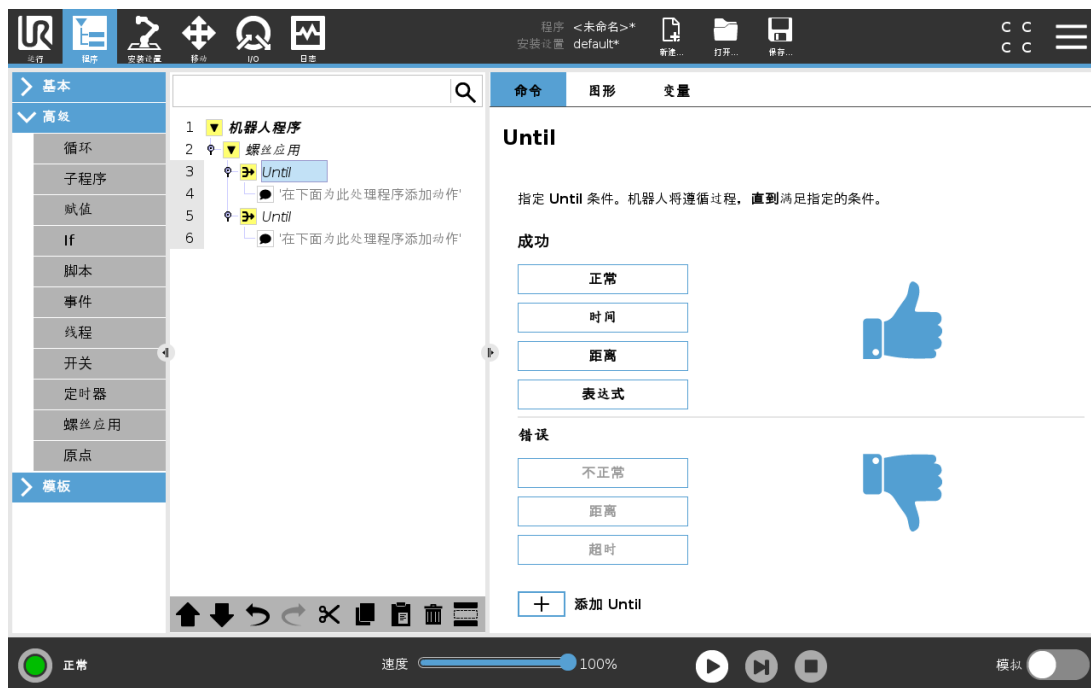 UR
运行
程序
安装设置
移动
I/O
日志
程序 <未命名>*
安装设置 default*
新建...
打开...
保存...
C C
C C
基本
高级
循环
子程序
赋值
If
脚本
事件
线程
开关
定时器
螺丝应用
原点
模板
1 机器人程序
2 螺丝应用
3 Until
4 '在下面为此处理程序添加动作'
5 Until
6 '在下面为此处理程序添加动作'
命令 图形 变量
Until
指定 Until 条件。机器人将遵循过程，直到满足指定的条件。
成功
正常
时间
距离
表达式
错误
不正常
距离
超时
添加 Until
正常
速度 100%
模拟